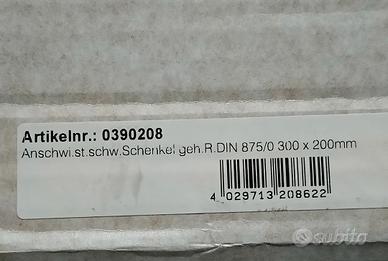 Artikelnr.: 0390208
Anschwi.st.schw.Schenkel geh.R.DIN 875/0 300 x 200mm
4 029713 208622
subito